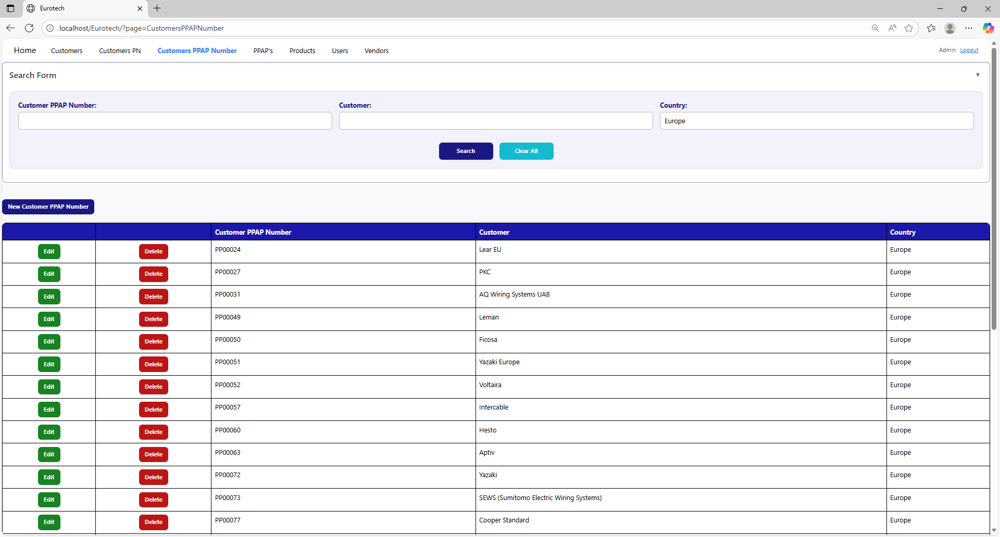 Eurotech
localhost/Eurotech/?page=CustomersPPAPNumber
Home Customers Customers PN Customers PPAP Number PPAP's Products Users Vendors Admin Logout
Search Form
Customer PPAP Number: Customer: Country:
Europe
Search Clear All
New Customer PPAP Number
Customer PPAP Number Customer Country
Edit Delete PP00024 Lear EU Europe
Edit Delete PP00027 PKC Europe
Edit Delete PP00031 AQ Wiring Systems UAB Europe
Edit Delete PP00049 Leman Europe
Edit Delete PP00050 Ficosa Europe
Edit Delete PP00051 Yazaki Europe Europe
Edit Delete PP00052 Voltaira Europe
Edit Delete PP00057 Intercable Europe
Edit Delete PP00060 Hesto Europe
Edit Delete PP00063 Aptiv Europe
Edit Delete PP00072 Yazaki Europe
Edit Delete PP00073 SEWS (Sumitomo Electric Wiring Systems) Europe
Edit Delete PP00077 Cooper Standard Europe